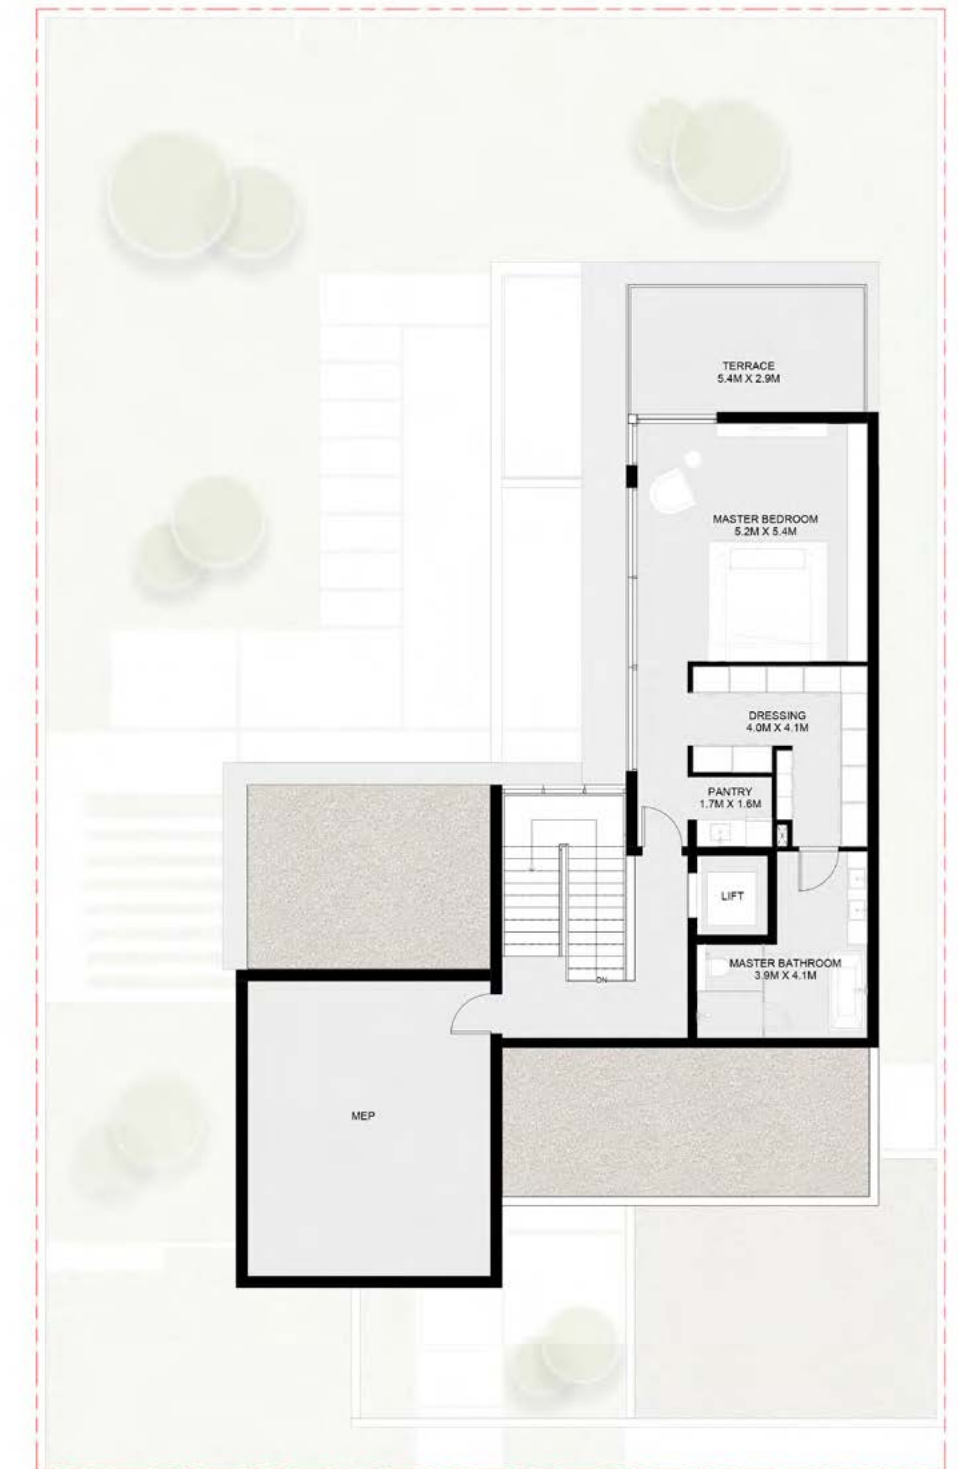 TERRACE
5.4M X 2.9M
MASTER BEDROOM
5.2M X 5.4M
DRESSING
4.0M X 4.1M
PANTRY
1.7M X 1.6M
LIFT
MASTER BATHROOM
3.9M X 4.1M
DN
MEP